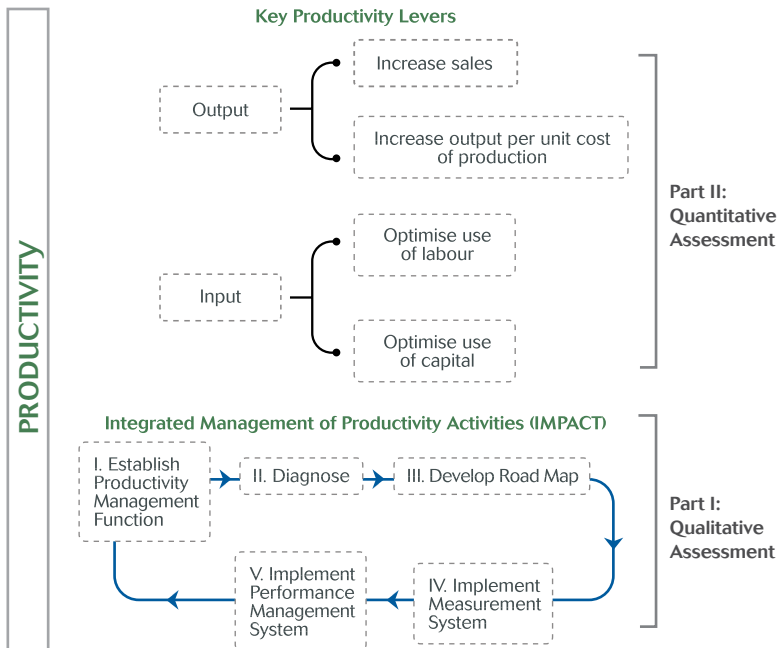 PRODUCTIVITY
Key Productivity Levers
Output
Increase sales
Increase output per unit cost
of production
Input
Optimise use
of labour
Optimise use
of capital
Part II:
Quantitative
Assessment
Integrated Management of Productivity Activities (IMPACT)
I. Establish
Productivity
Management
Function
II. Diagnose
III. Develop Road Map
IV. Implement
Measurement
System
V. Implement
Performance
Management
System
Part I:
Qualitative
Assessment